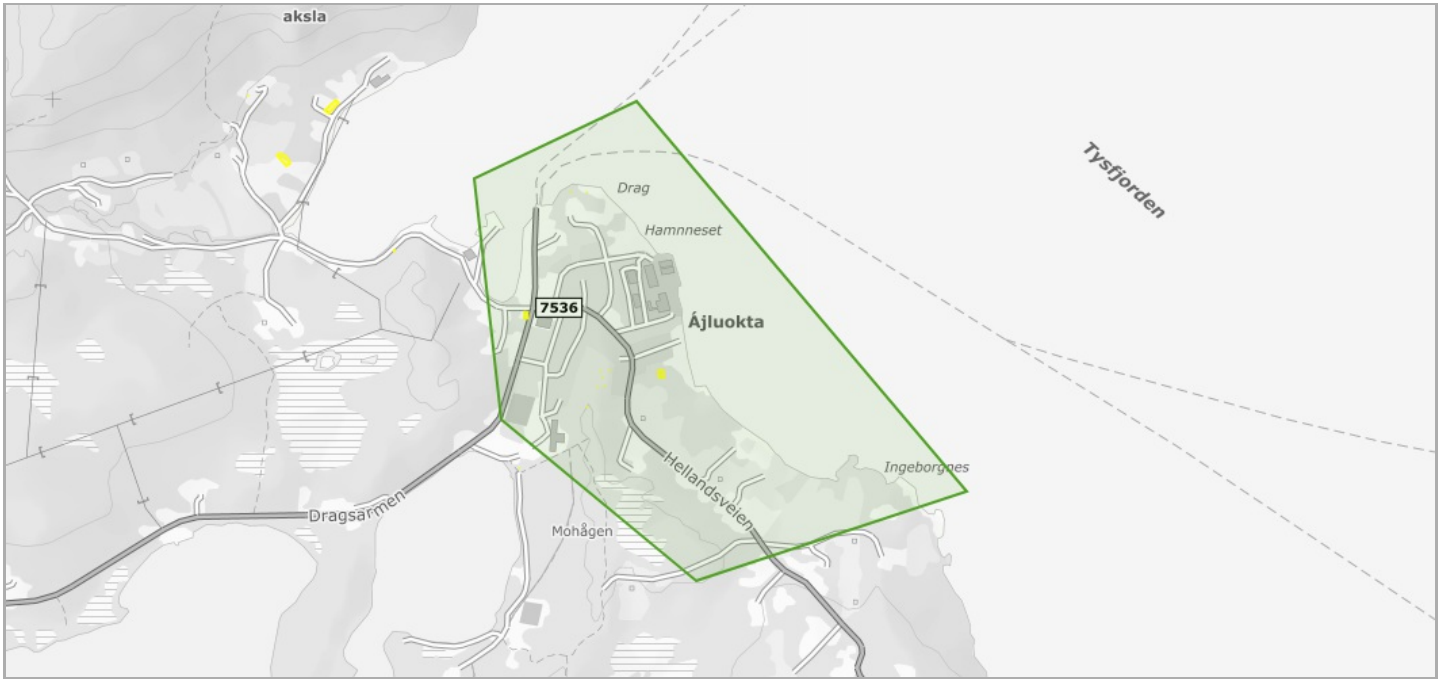 aksla
Tysfjorden
Drag
Hamnneset
7536
Ájluokta
Ingeborgnes
Hellandsveien
Dragsarmen
Mohågen